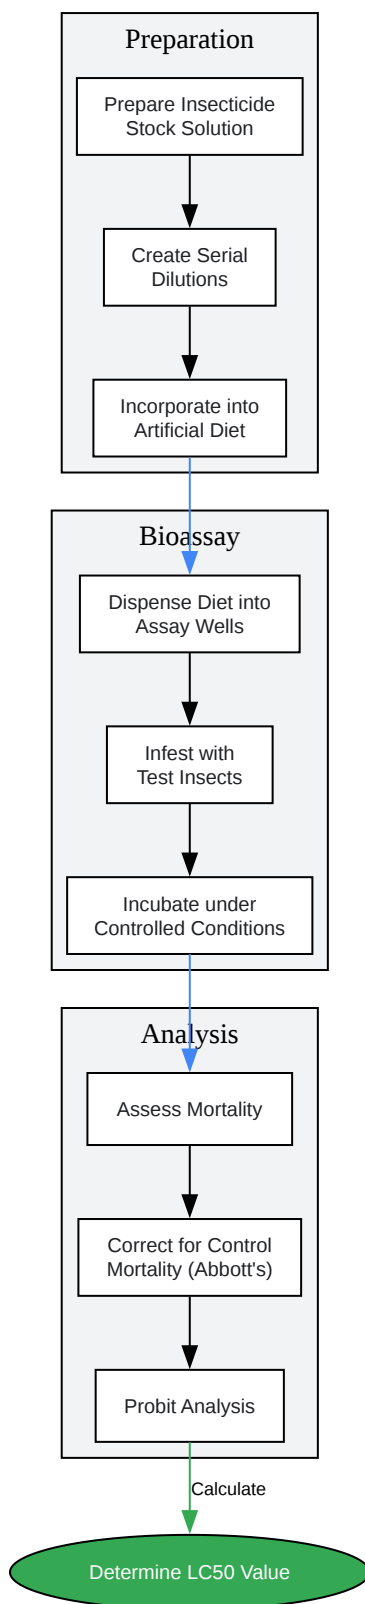 Preparation
Prepare Insecticide
Stock Solution
Create Serial
Dilutions
Incorporate into
Artificial Diet
Bioassay
Dispense Diet into
Assay Wells
Infest with
Test Insects
Incubate under
Controlled Conditions
Analysis
Assess Mortality
Correct for Control
Mortality (Abbott's)
Probit Analysis
Calculate
Determine LC50 Value